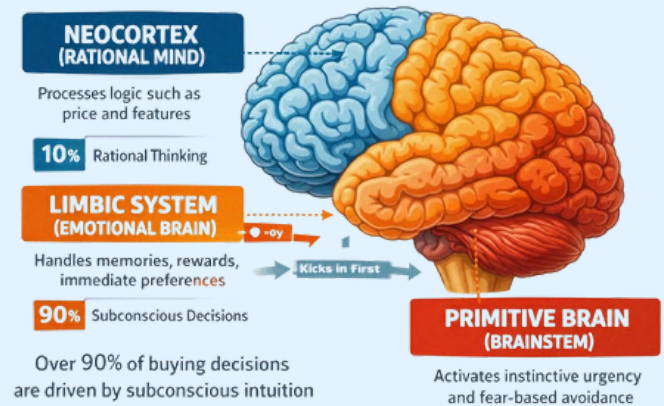 NEOCORTEX
(RATIONAL MIND)
Processes logic such as
price and features
10% Rational Thinking
LIMBIC SYSTEM
(EMOTIONAL BRAIN)
-oy
Handles memories, rewards,
immediate preferences
Kicks in First
90% Subconscious Decisions
Over 90% of buying decisions
are driven by subconscious intuition
PRIMITIVE BRAIN
(BRAINSTEM)
Activates instinctive urgency
and fear-based avoidance